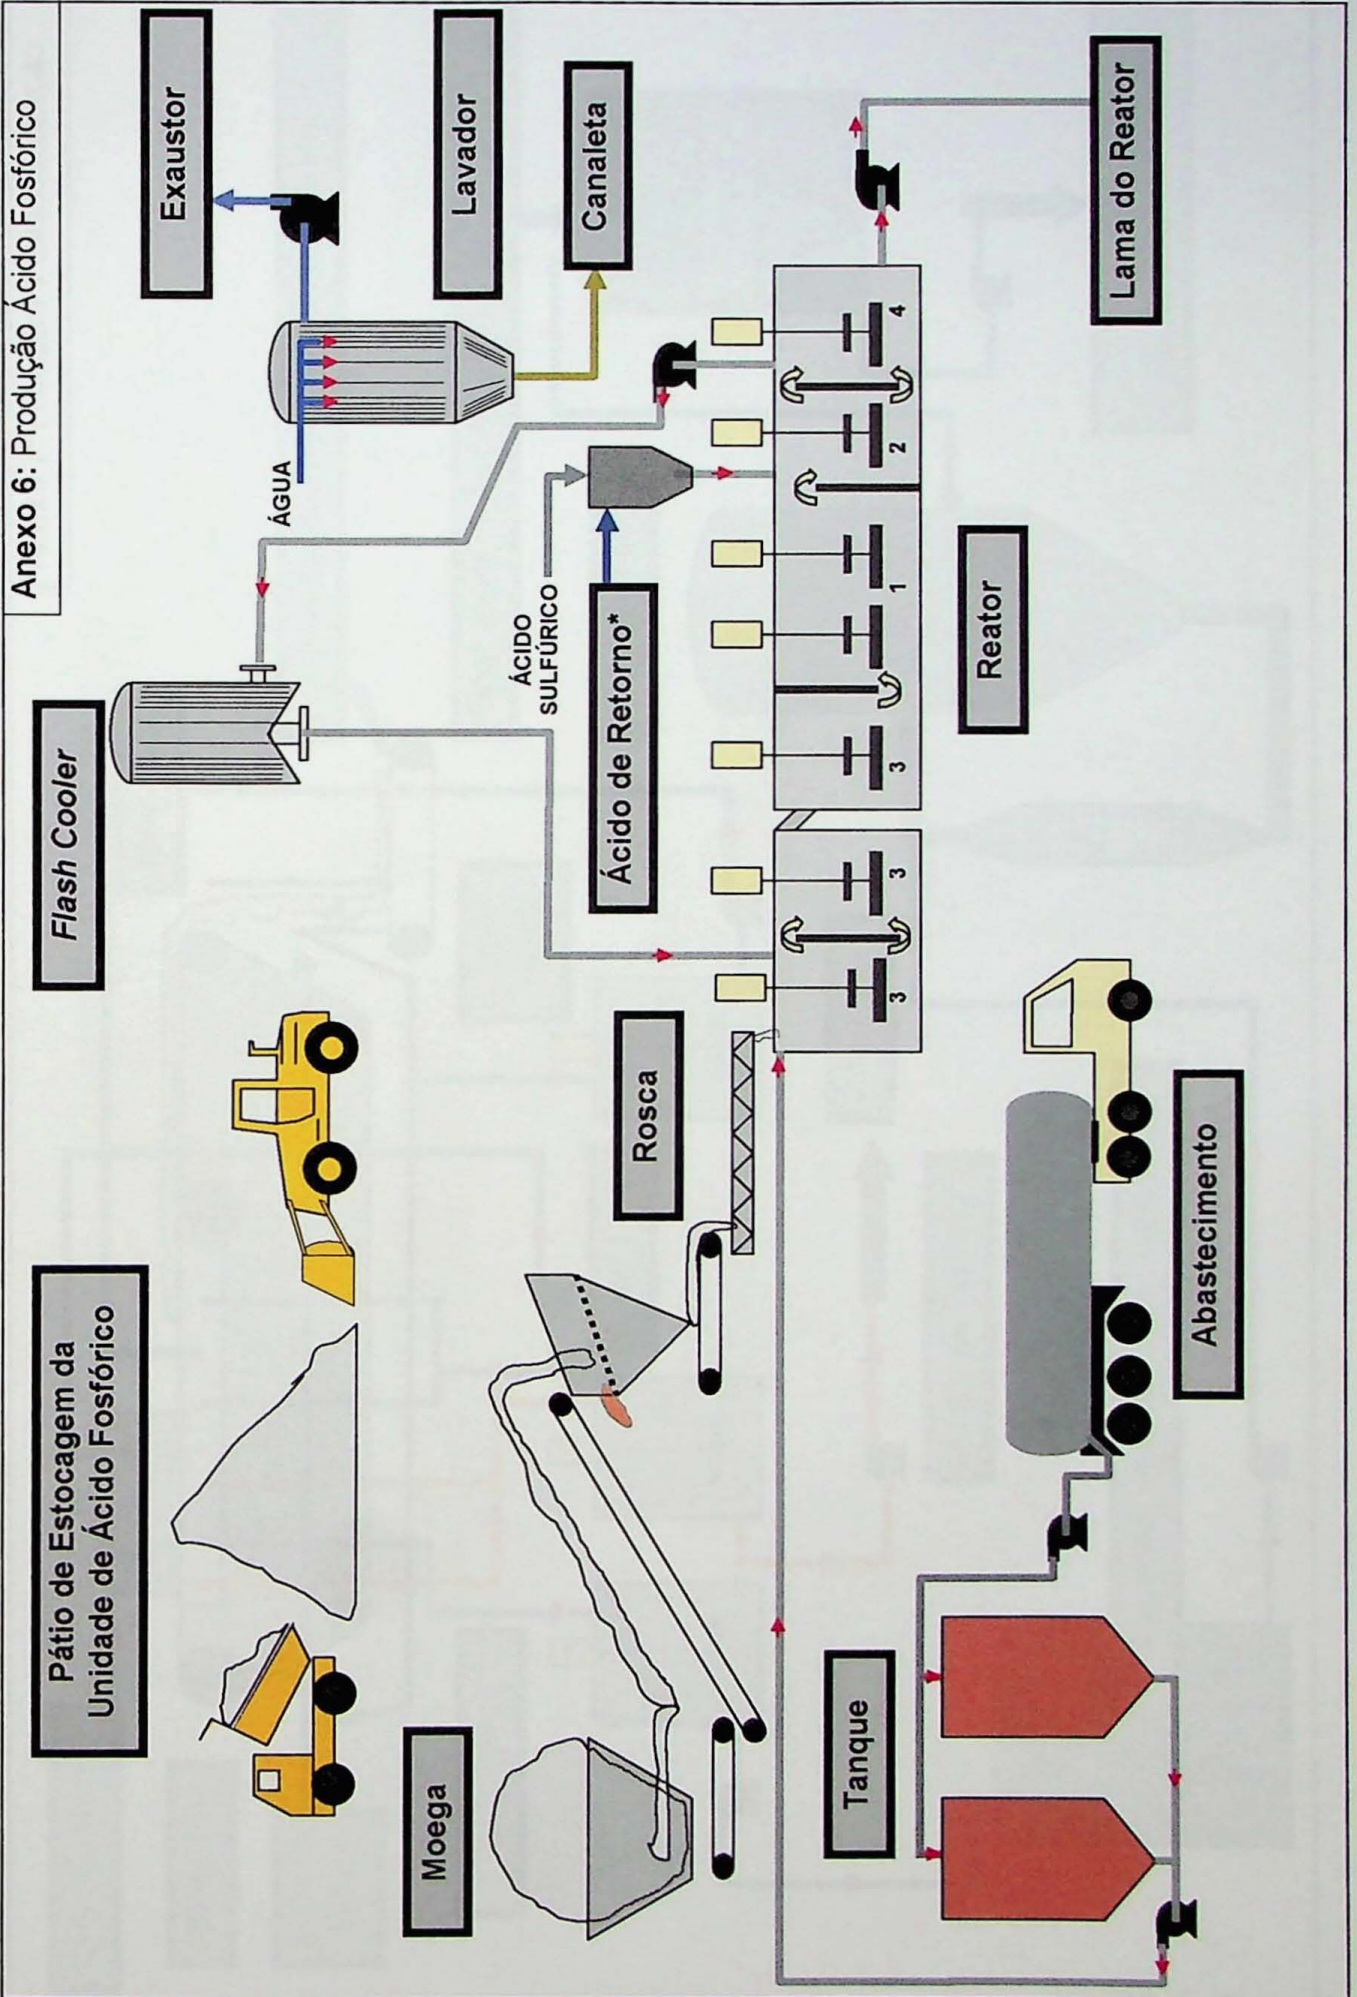 Anexo 6: Produção Ácido Fosfórico
Pátio de Estocagem da
Unidade de Ácido Fosfórico
Flash Cooler
Exaustor
ÁGUA
Moega
Lavador
ÁCIDO
SULFÚRICO
Canaleta
Ácido de Retorno*
Rosca
Tanque
3 3 3 1 2 4
Reator
Lama do Reator
Abastecimento